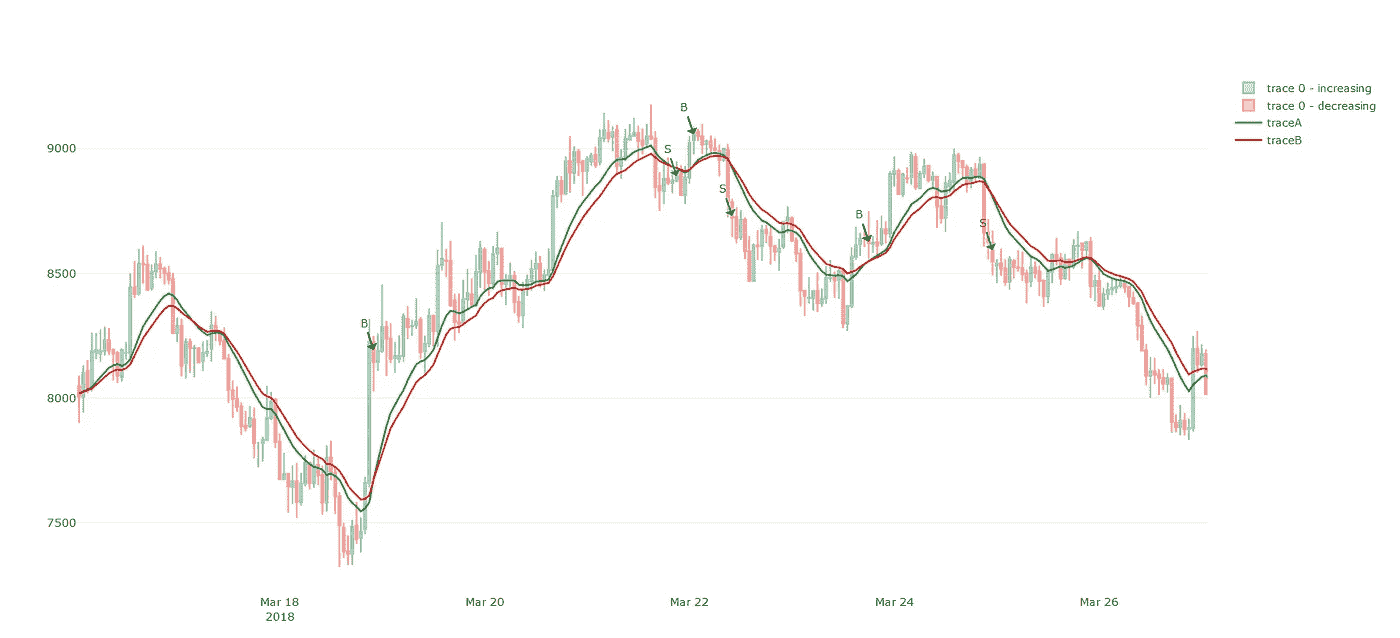 trace 0 - increasing
trace 0 - decreasing
traceA
traceB
B
S
9000
S
B
S
8500
B
8000
7500
Mar 18
2018
Mar 20
Mar 22
Mar 24
Mar 26